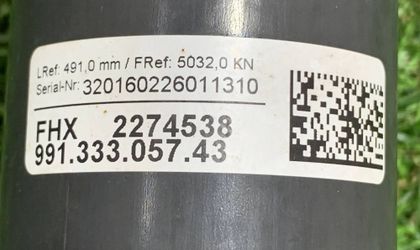 LRef: 491,0 mm / FRef: 5032,0 KN
Serial-Nr: 320160226011310
FHX 2274538
991.333.057.43